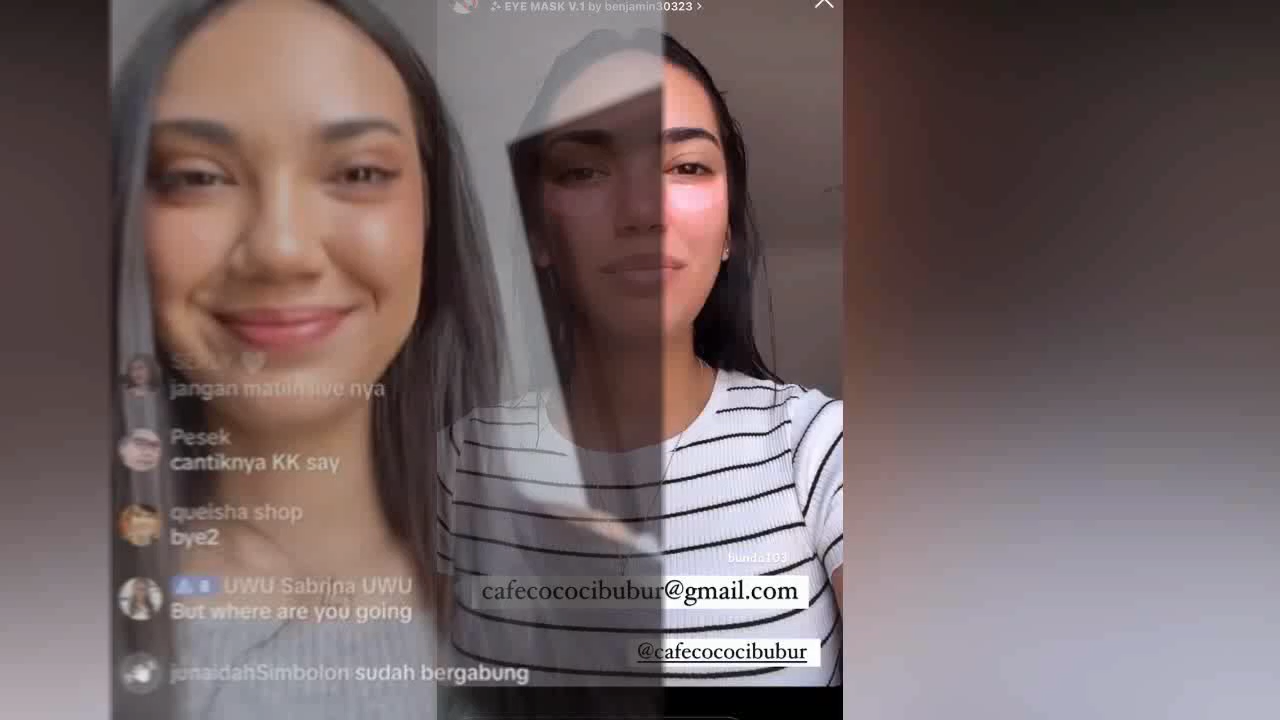 EYE MASK V.1 by benjamin30323 >
jangan matiin live nya
Pesek
cantiknya KK say
queisha shop
bye2
8 UWU Sabrina UWU
But where are you going
junaidahSimbolon sudah bergabung
bunda103
cafecococibubur@gmail.com
@cafecococibubur